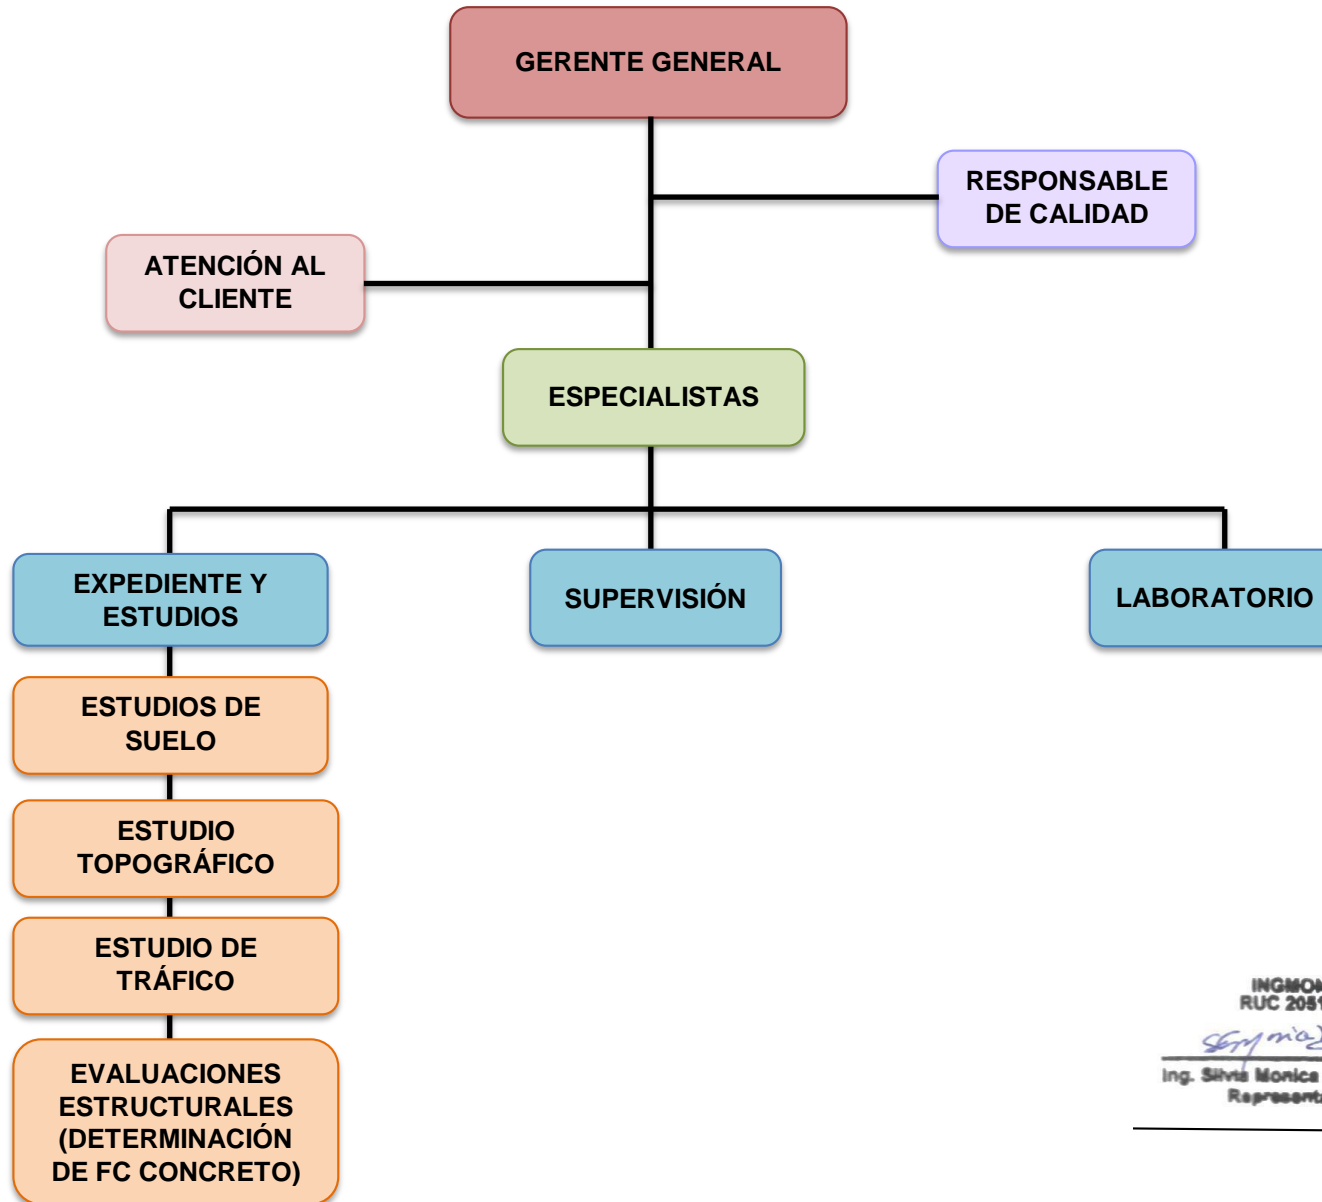 GERENTE GENERAL
RESPONSABLE
DE CALIDAD
ATENCIÓN AL
CLIENTE
ESPECIALISTAS
EXPEDIENTE Y
ESTUDIOS
SUPERVISIÓN
LABORATORIO
ESTUDIOS DE
SUELO
ESTUDIO
TOPOGRÁFICO
ESTUDIO DE
TRÁFICO
EVALUACIONES
ESTRUCTURALES
(DETERMINACIÓN
DE FC CONCRETO)
RUC
Ing. Silvia Monica